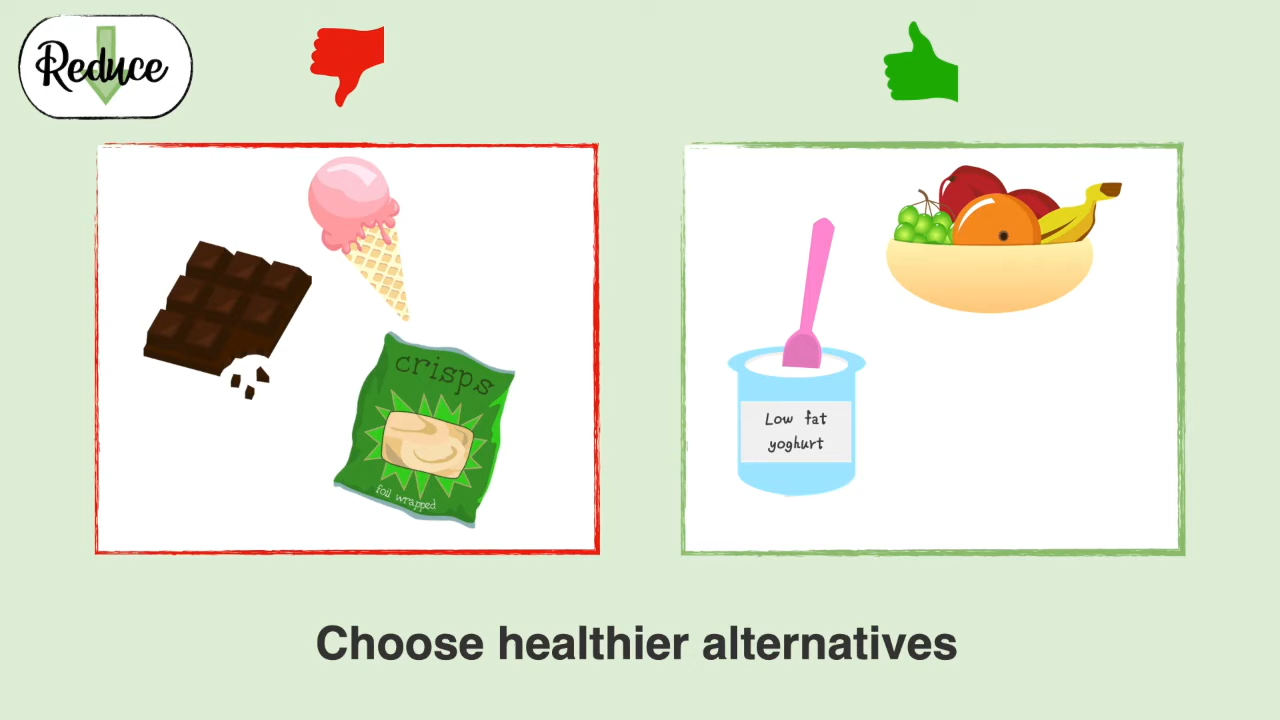 Reduce
crisps
foil wrapped
Low fat
yoghurt
Choose healthier alternatives